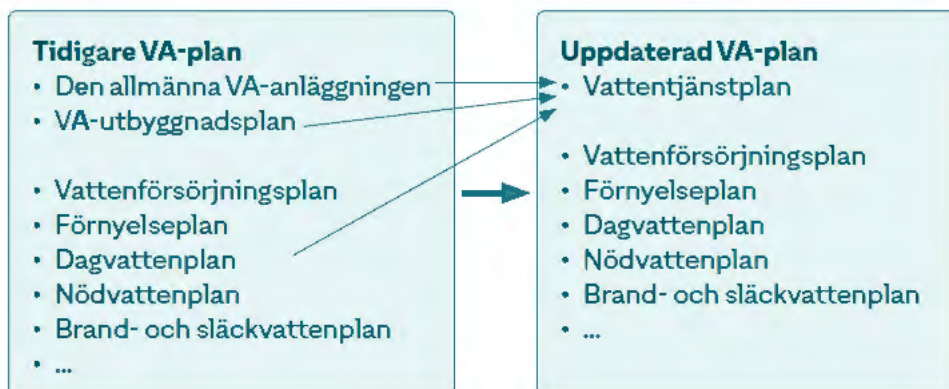 Tidigare VA-plan
• Den allmänna VA-anläggningen
• VA-utbyggnadsplan
• Vattenförsörjningsplan
• Förnyelseplan
• Dagvattenplan
• Nödvattenplan
• Brand- och släckvattenplan
• ...
Uppdaterad VA-plan
• Vattentjänstplan
• Vattenförsörjningsplan
• Förnyelseplan
• Dagvattenplan
• Nödvattenplan
• Brand- och släckvattenplan
• ...